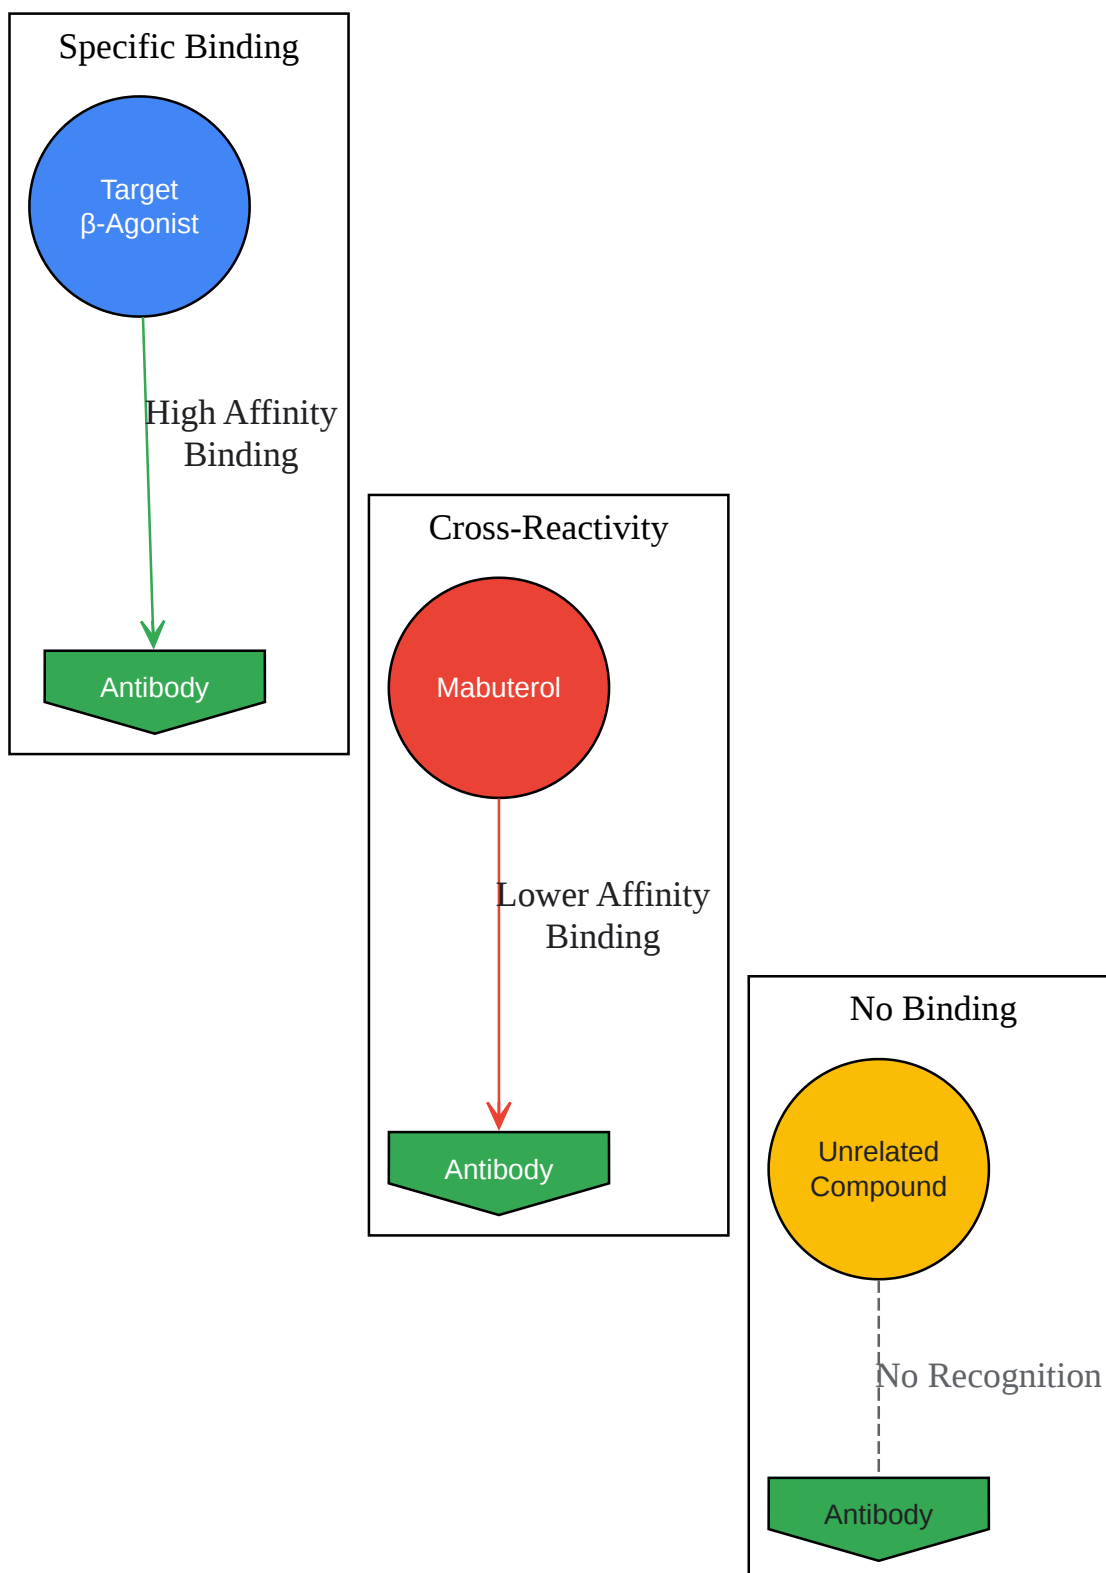 Specific Binding
Target
β-Agonist
High Affinity
Binding
Antibody
Cross-Reactivity
Mabuterol
Lower Affinity
Binding
Antibody
No Binding
Unrelated
Compound
No Recognition
Antibody